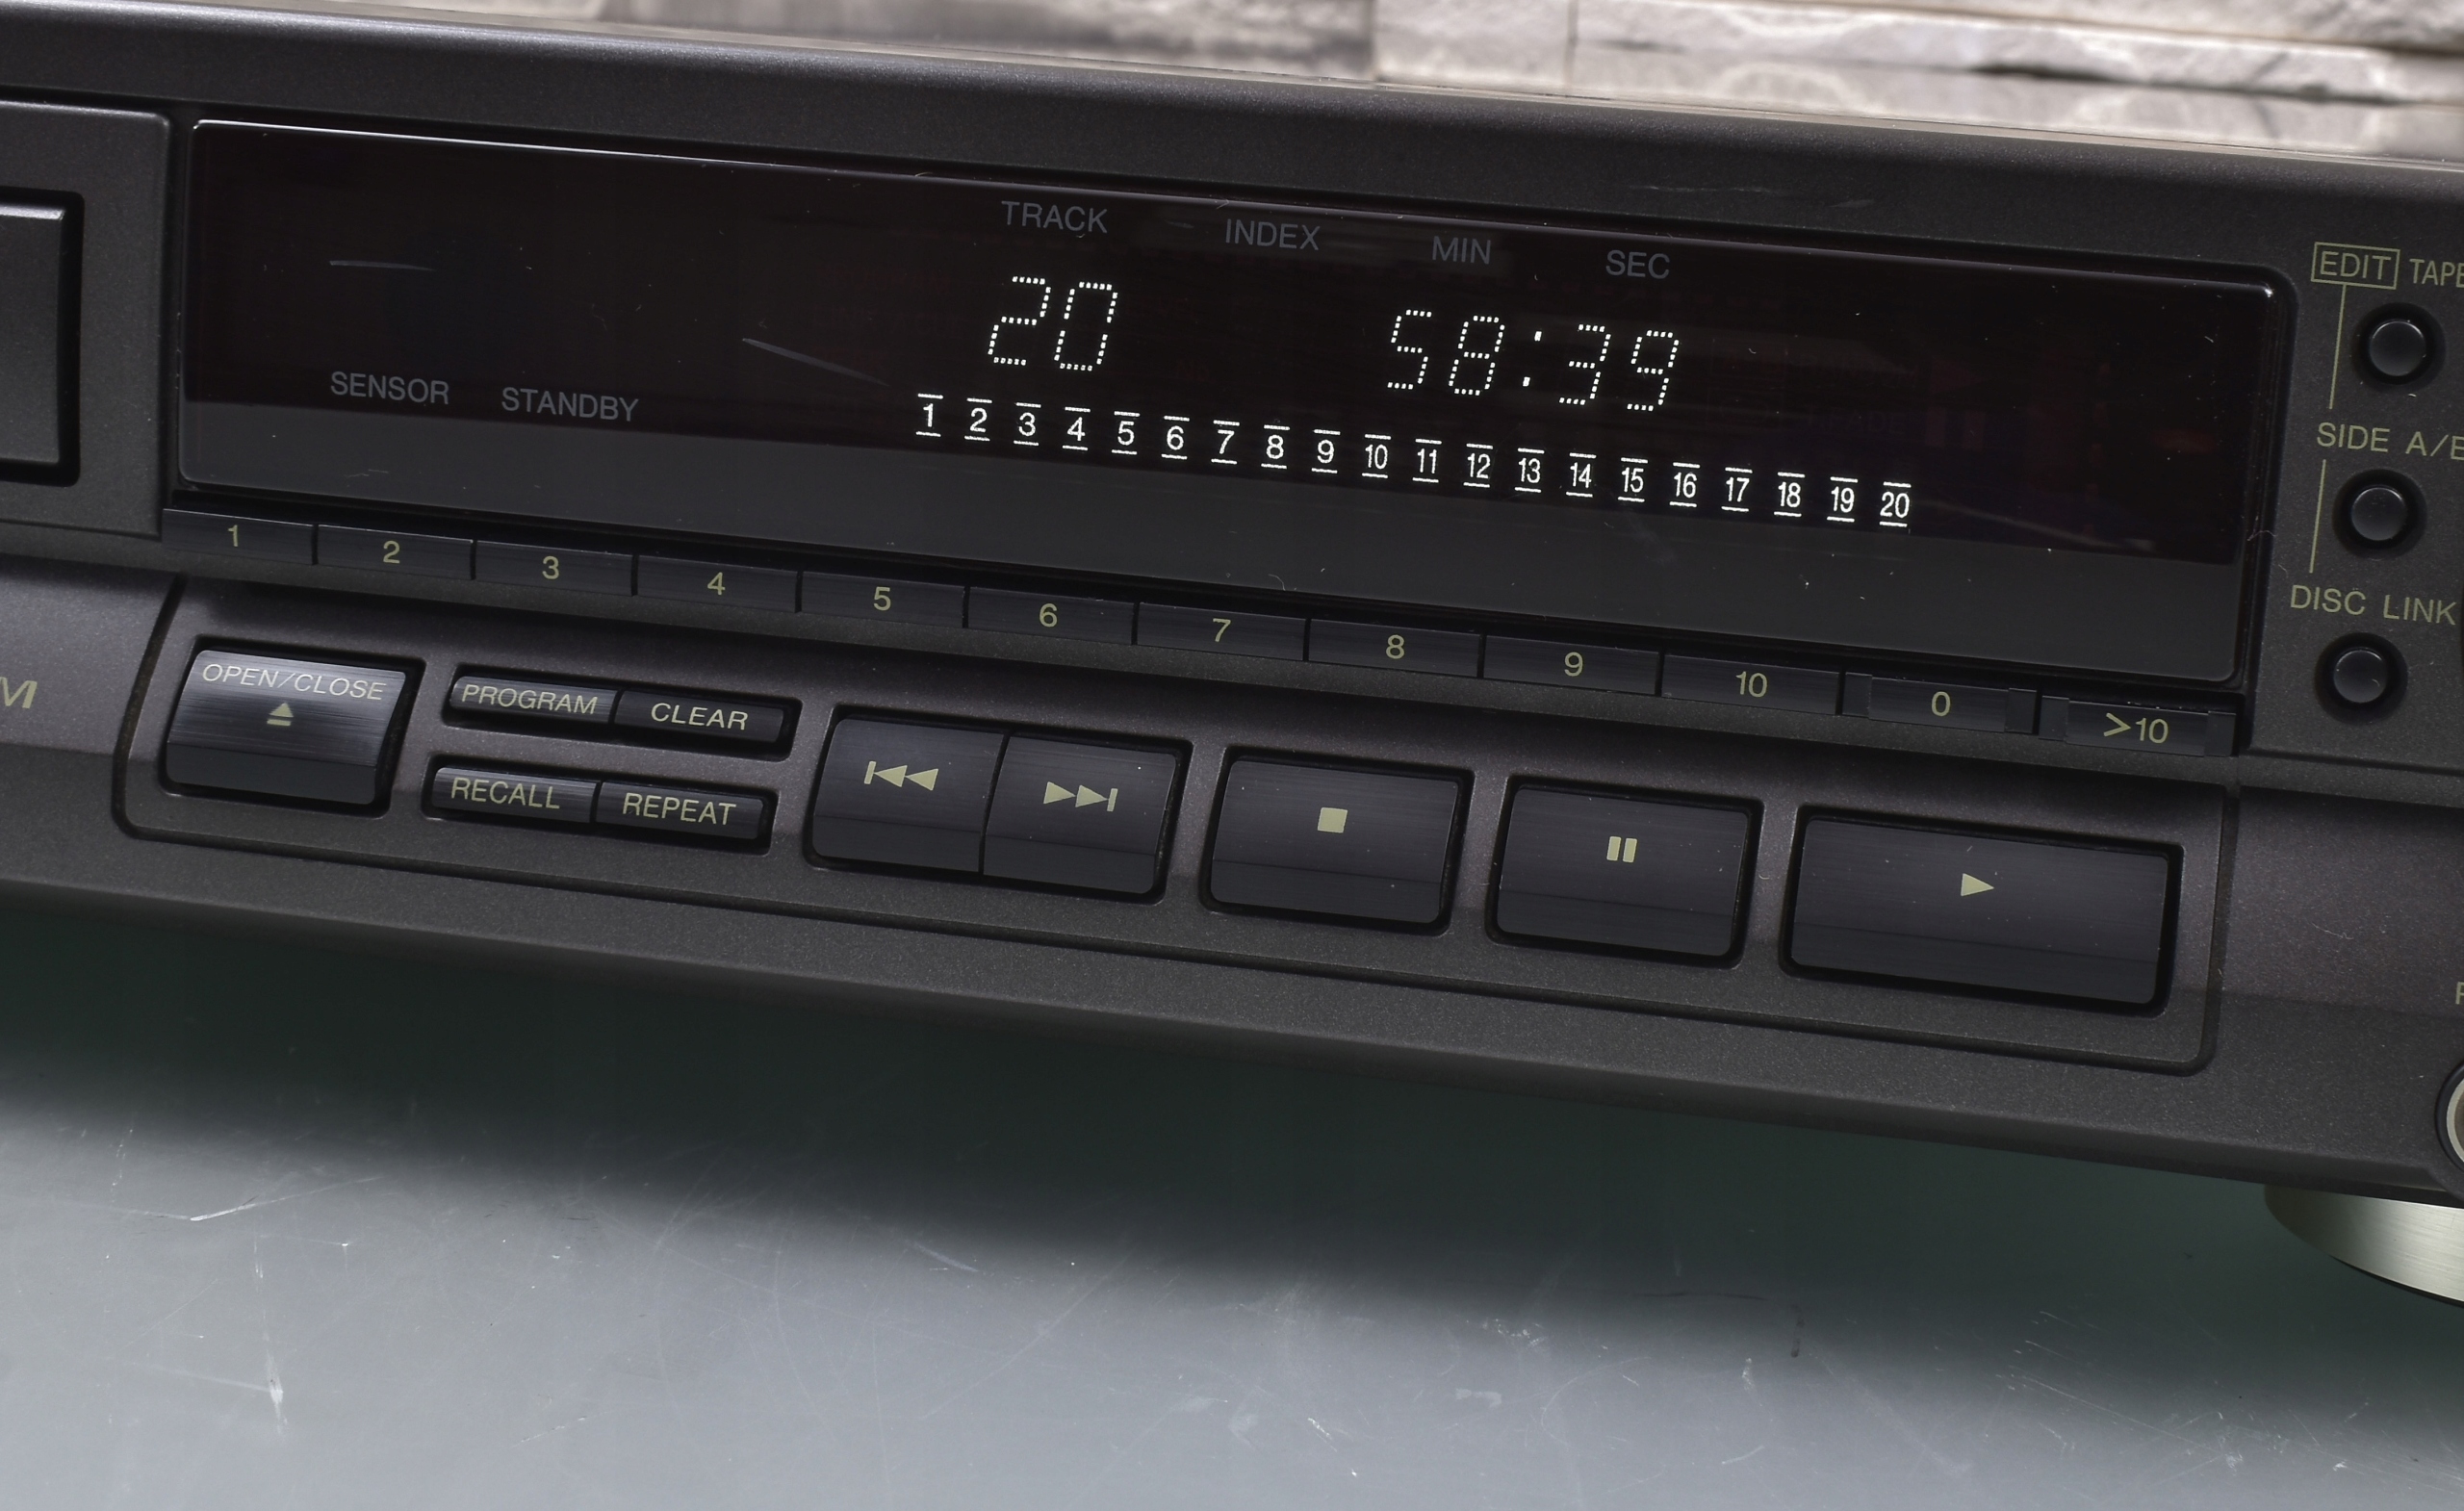 TRACK INDEX MIN SEC
20 58:39
SENSOR STANDBY
1 2 3 4 5 6 7 8 9 10 11 12 13 14 15 16 17 18 19 20
EDIT TAPE
SIDE A/B
DISC LINK
1 2 3 4 5 6 7 8 9 10 0 >10
OPEN/CLOSE
PROGRAM CLEAR
RECALL REPEAT